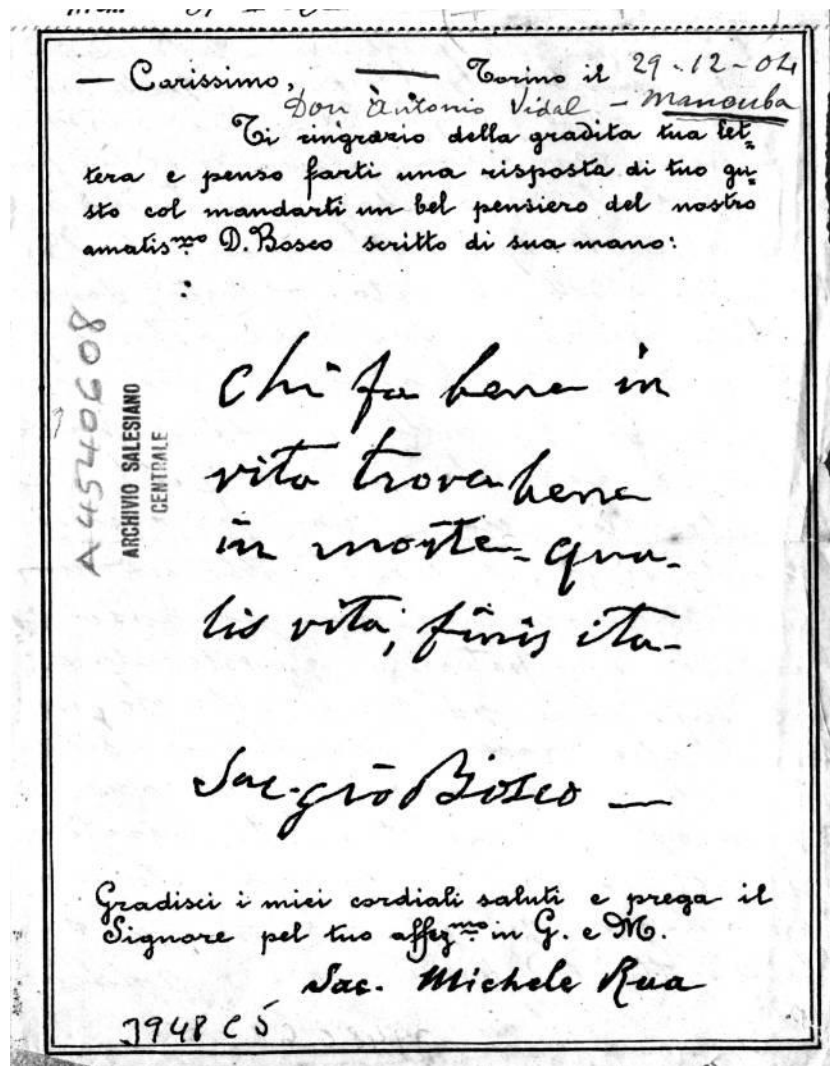 — Carissimo, — Torino il 29-12-04
Don Antonio Vidal - Manouba
Ti ringrazio della gradita tua let-
tera e penso farti una risposta di tuo gu-
sto col mandarti un bel pensiero del nostro
amatis.mo D. Bosco scritto di sua mano:
Chi fa bene in
vita trova bene
in morte - qua-
lis vita, finis ita -
Sac. Gio Bosco —
Gradisci i miei cordiali saluti e prega il
Signore pel tuo affez.mo in G. e M.
Sac. Michele Rua
3948 C 5
A4540608
ARCHIVIO SALESIANO
CENTRALE